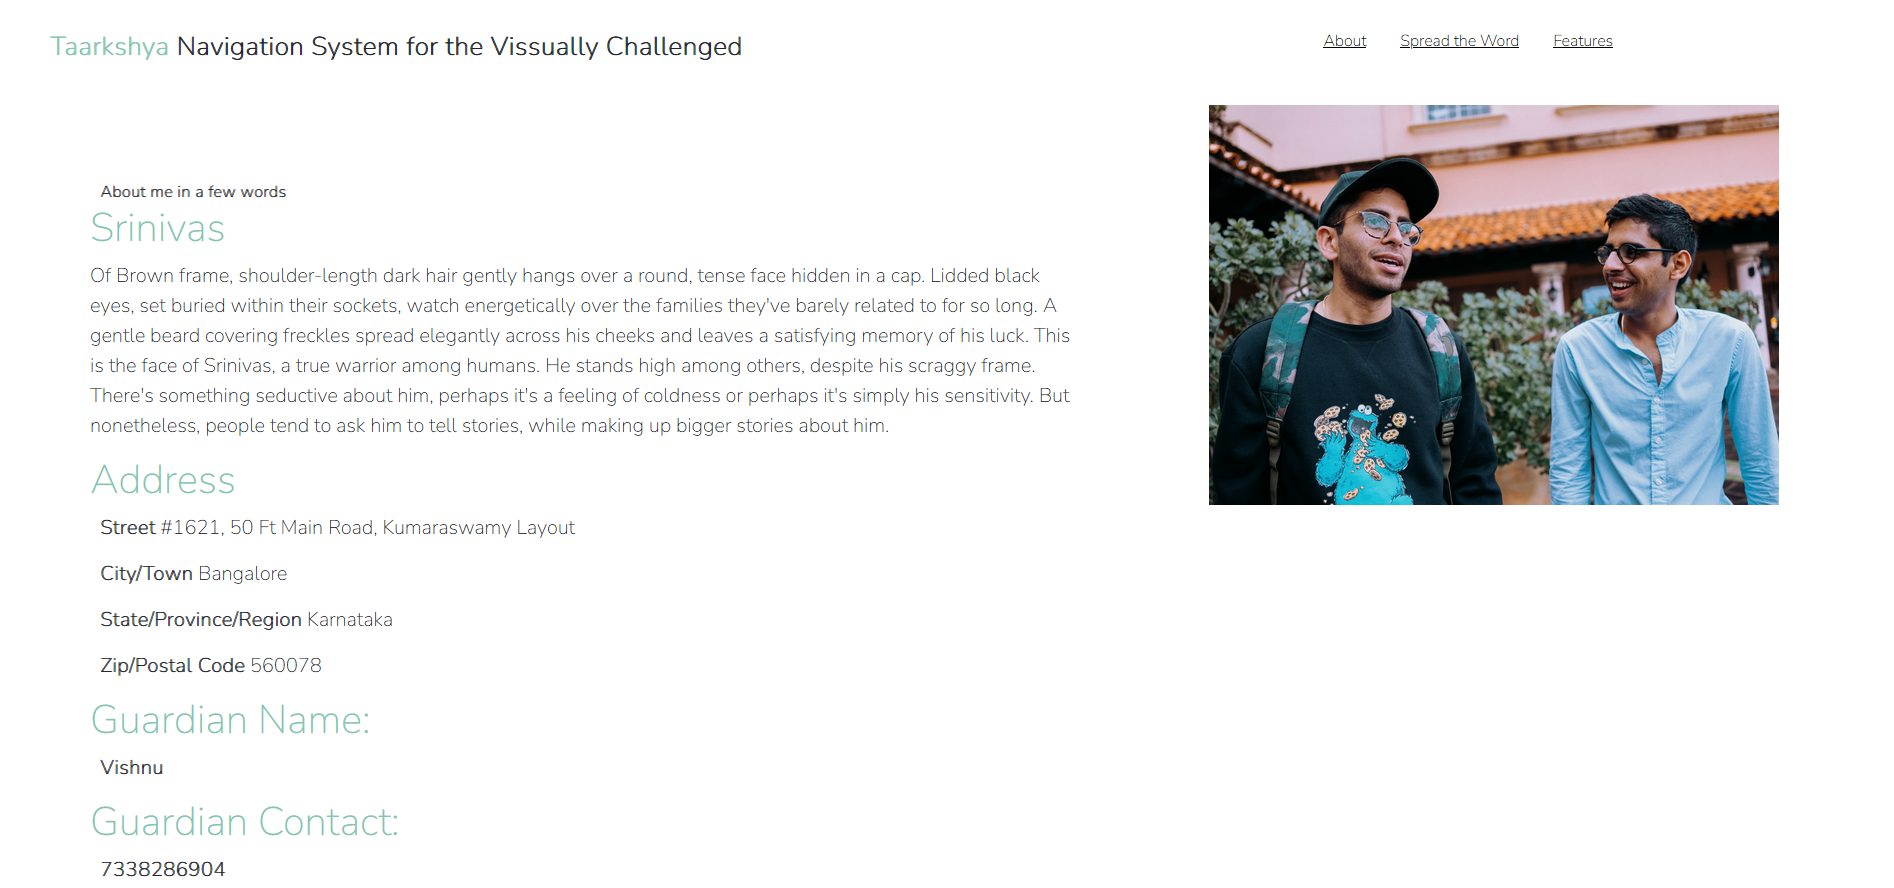 Taarkshya Navigation System for the Vissually Challenged
About Spread the Word Features
About me in a few words
Srinivas
Of Brown frame, shoulder-length dark hair gently hangs over a round, tense face hidden in a cap. Lidded black
eyes, set buried within their sockets, watch energetically over the families they've barely related to for so long. A
gentle beard covering freckles spread elegantly across his cheeks and leaves a satisfying memory of his luck. This
is the face of Srinivas, a true warrior among humans. He stands high among others, despite his scraggy frame.
There's something seductive about him, perhaps it's a feeling of coldness or perhaps it's simply his sensitivity. But
nonetheless, people tend to ask him to tell stories, while making up bigger stories about him.
Address
Street #1621, 50 Ft Main Road, Kumaraswamy Layout
City/Town Bangalore
State/Province/Region Karnataka
Zip/Postal Code 560078
Guardian Name:
Vishnu
Guardian Contact:
7338286904